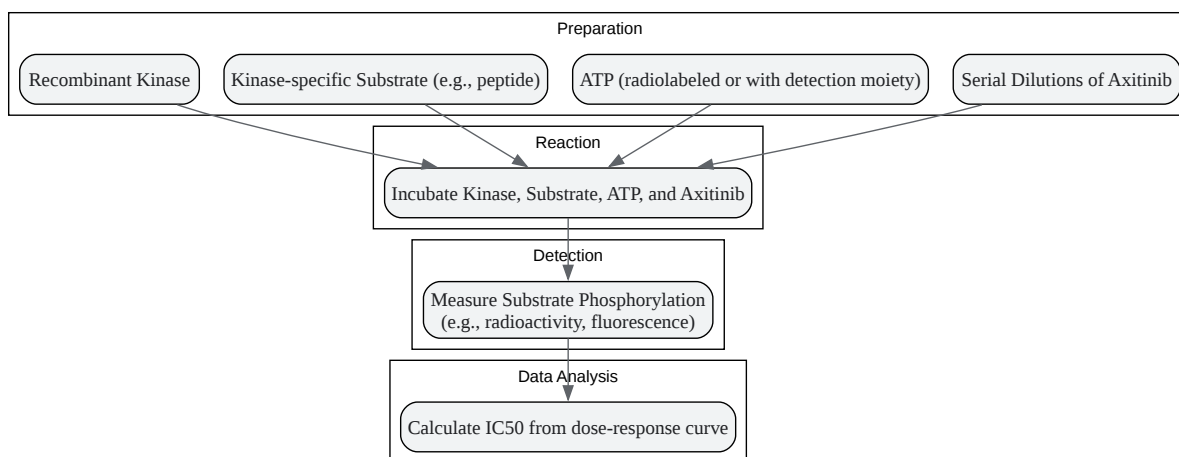 Preparation
Recombinant Kinase
Kinase-specific Substrate (e.g., peptide)
ATP (radiolabeled or with detection moiety)
Serial Dilutions of Axitinib
Reaction
Incubate Kinase, Substrate, ATP, and Axitinib
Detection
Measure Substrate Phosphorylation
(e.g., radioactivity, fluorescence)
Data Analysis
Calculate IC50 from dose-response curve